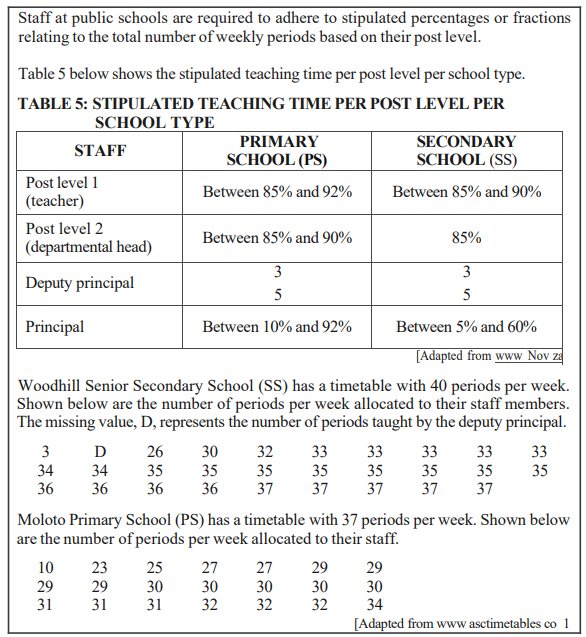 Staff at public schools are required to adhere to stipulated percentages or fractions
relating to the total number of weekly periods based on their post level.
Table 5 below shows the stipulated teaching time per post level per school type.
TABLE 5: STIPULATED TEACHING TIME PER POST LEVEL PER
SCHOOL TYPE
STAFF PRIMARY SCHOOL (PS) SECONDARY SCHOOL (SS)
Post level 1 (teacher) Between 85% and 92% Between 85% and 90%
Post level 2 (departmental head) Between 85% and 90% 85%
Deputy principal 3 5 3 5
Principal Between 10% and 92% Between 5% and 60%
[Adapted from www Nov za
Woodhill Senior Secondary School (SS) has a timetable with 40 periods per week.
Shown below are the number of periods per week allocated to their staff members.
The missing value, D, represents the number of periods taught by the deputy principal.
3 D 26 30 32 33 33 33 33 33
34 34 35 35 35 35 35 35 35 35
36 36 36 36 37 37 37 37 37
Moloto Primary School (PS) has a timetable with 37 periods per week. Shown below
are the number of periods per week allocated to their staff.
10 23 25 27 27 29 29
29 29 30 30 30 30 30
31 31 31 32 32 32 34
[Adapted from www asctimetables co 1